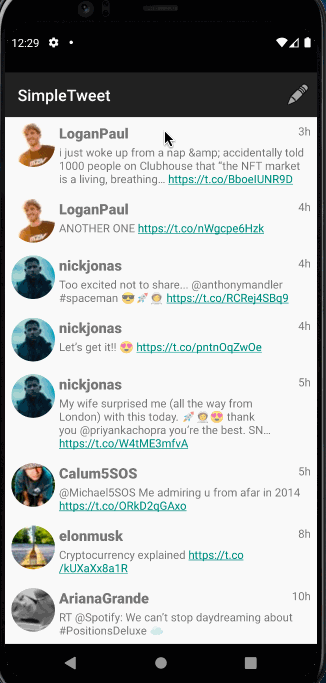 12:29
SimpleTweet
LoganPaul 3h
i just woke up from a nap &amp; accidentally told
1000 people on Clubhouse that “the NFT market
is a living, breathing… https://t.co/BboeIUNR9D
LoganPaul 4h
ANOTHER ONE https://t.co/nWgcpe6Hzk
nickjonas 4h
Too excited not to share... @anthonymandler
#spaceman 😎🚀🧑‍🚀 https://t.co/RCRej4SBq9
nickjonas 4h
Let’s get it!! 😍 https://t.co/pntnOqZwOe
nickjonas 5h
My wife surprised me (all the way from
London) with this today. 🚀🧑‍🚀😍 thank
you @priyankachopra you’re the best. SN…
https://t.co/W4tME3mfvA
Calum5SOS 5h
@Michael5SOS Me admiring u from afar in 2014
https://t.co/ORkD2qGAxo
elonmusk 8h
Cryptocurrency explained https://t.co
/kUXaXx8a1R
ArianaGrande 10h
RT @Spotify: We can’t stop daydreaming about
#PositionsDeluxe ☁️